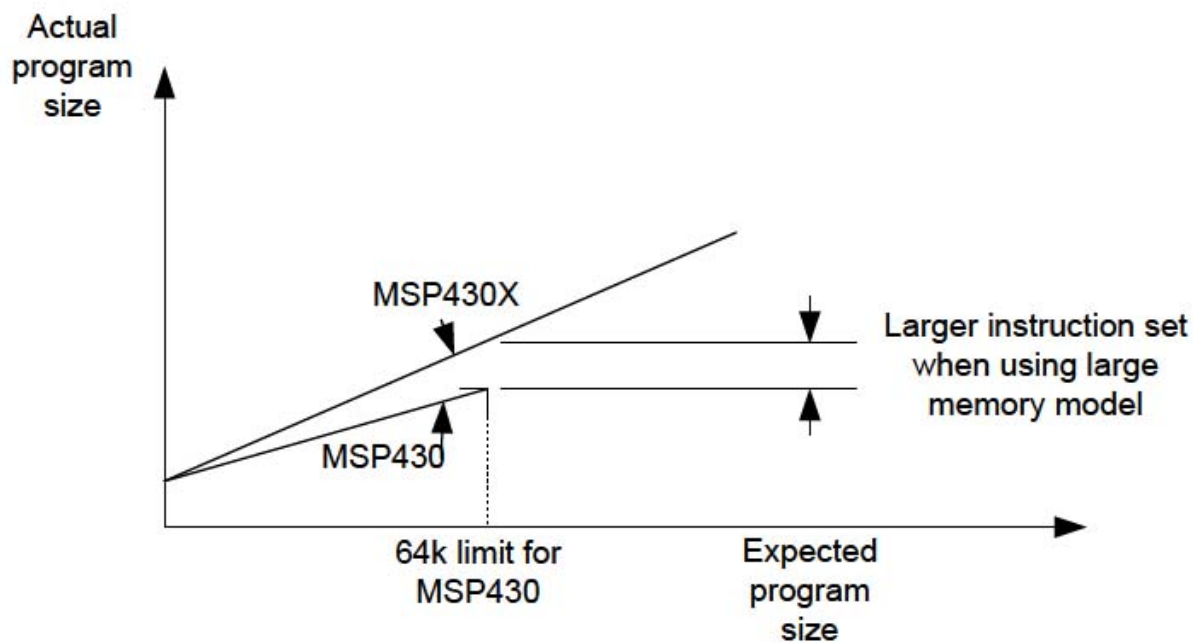 Actual
program
size
MSP430X
Larger instruction set
when using large
memory model
MSP430
64k limit for
MSP430
Expected
program
size